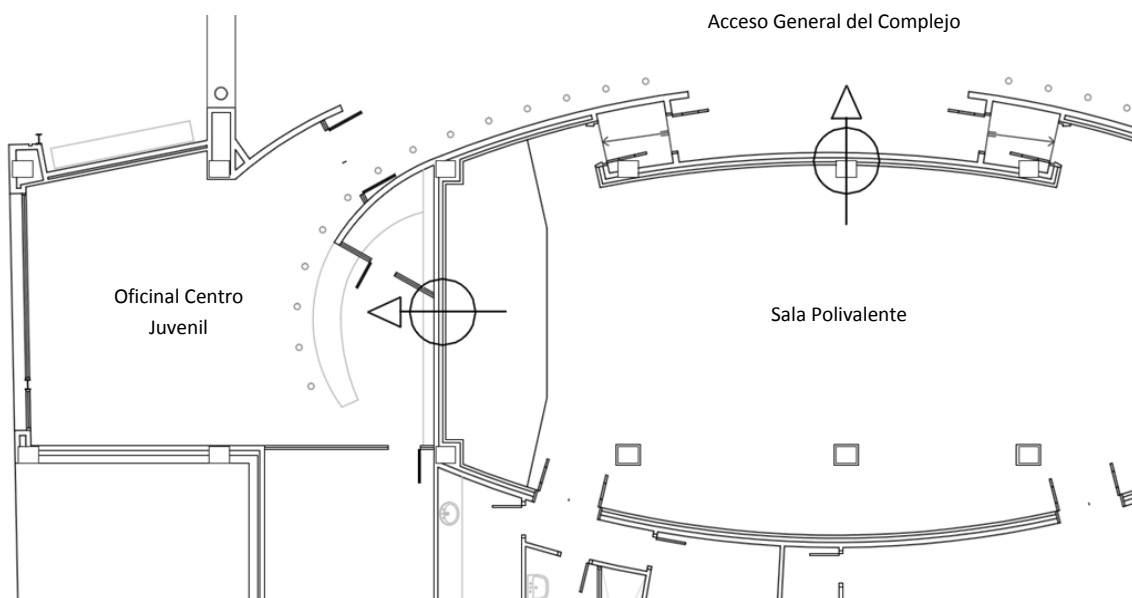 Acceso General del Complejo
Oficinal Centro
Juvenil
Sala Polivalente